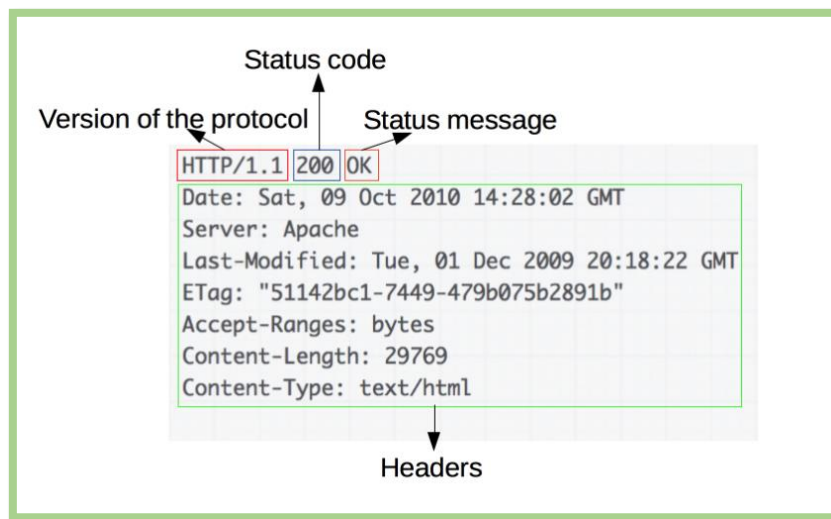 Status code
Version of the protocol
Status message
HTTP/1.1 200 OK
Date: Sat, 09 Oct 2010 14:28:02 GMT
Server: Apache
Last-Modified: Tue, 01 Dec 2009 20:18:22 GMT
ETag: "51142bc1-7449-479b075b2891b"
Accept-Ranges: bytes
Content-Length: 29769
Content-Type: text/html
Headers